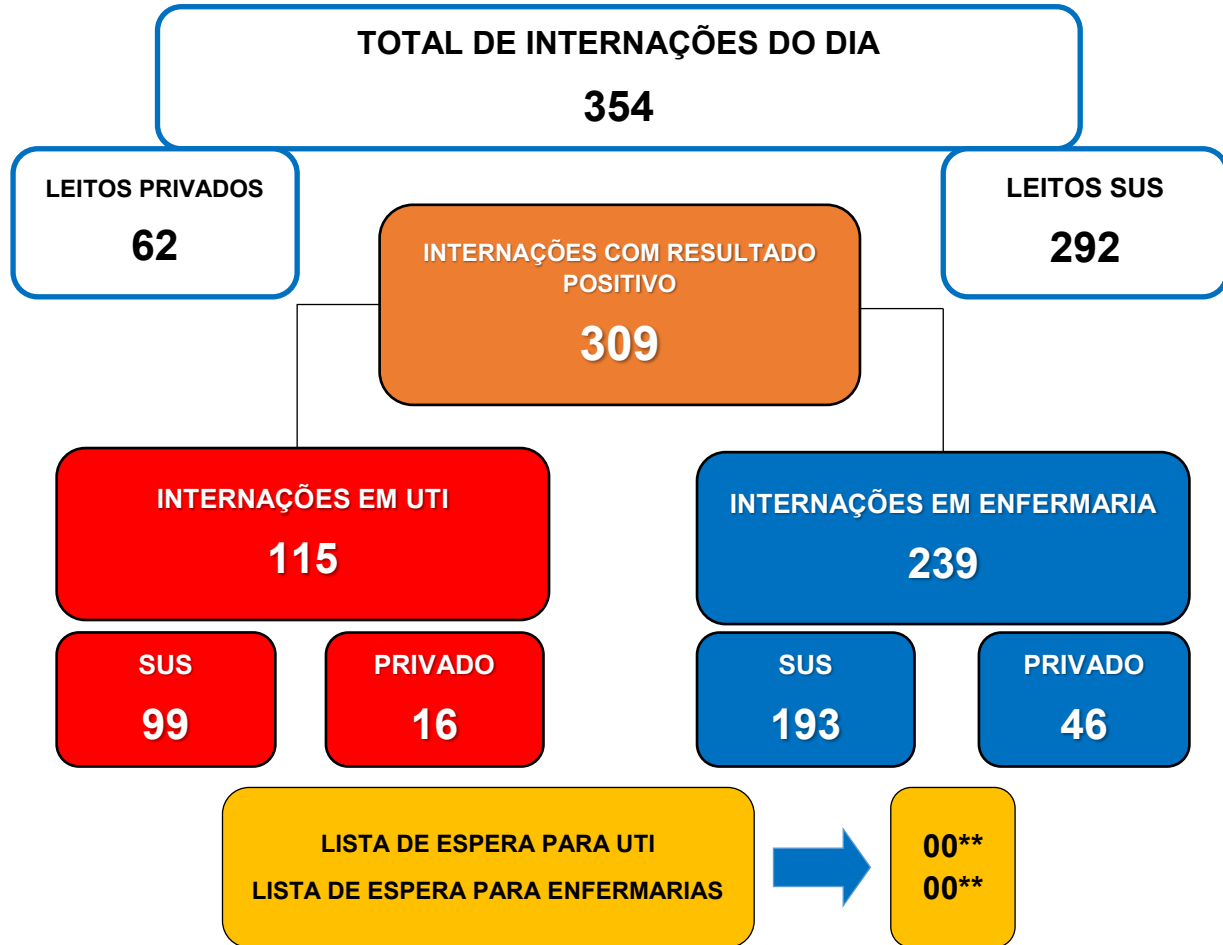 TOTAL DE INTERNAÇÕES DO DIA
354
LEITOS PRIVADOS
62
LEITOS SUS
292
INTERNAÇÕES COM RESULTADO
POSITIVO
309
INTERNAÇÕES EM UTI
115
INTERNAÇÕES EM ENFERMARIA
239
SUS
99
PRIVADO
16
SUS
193
PRIVADO
46
LISTA DE ESPERA PARA UTI
LISTA DE ESPERA PARA ENFERMARIAS
00**
00**